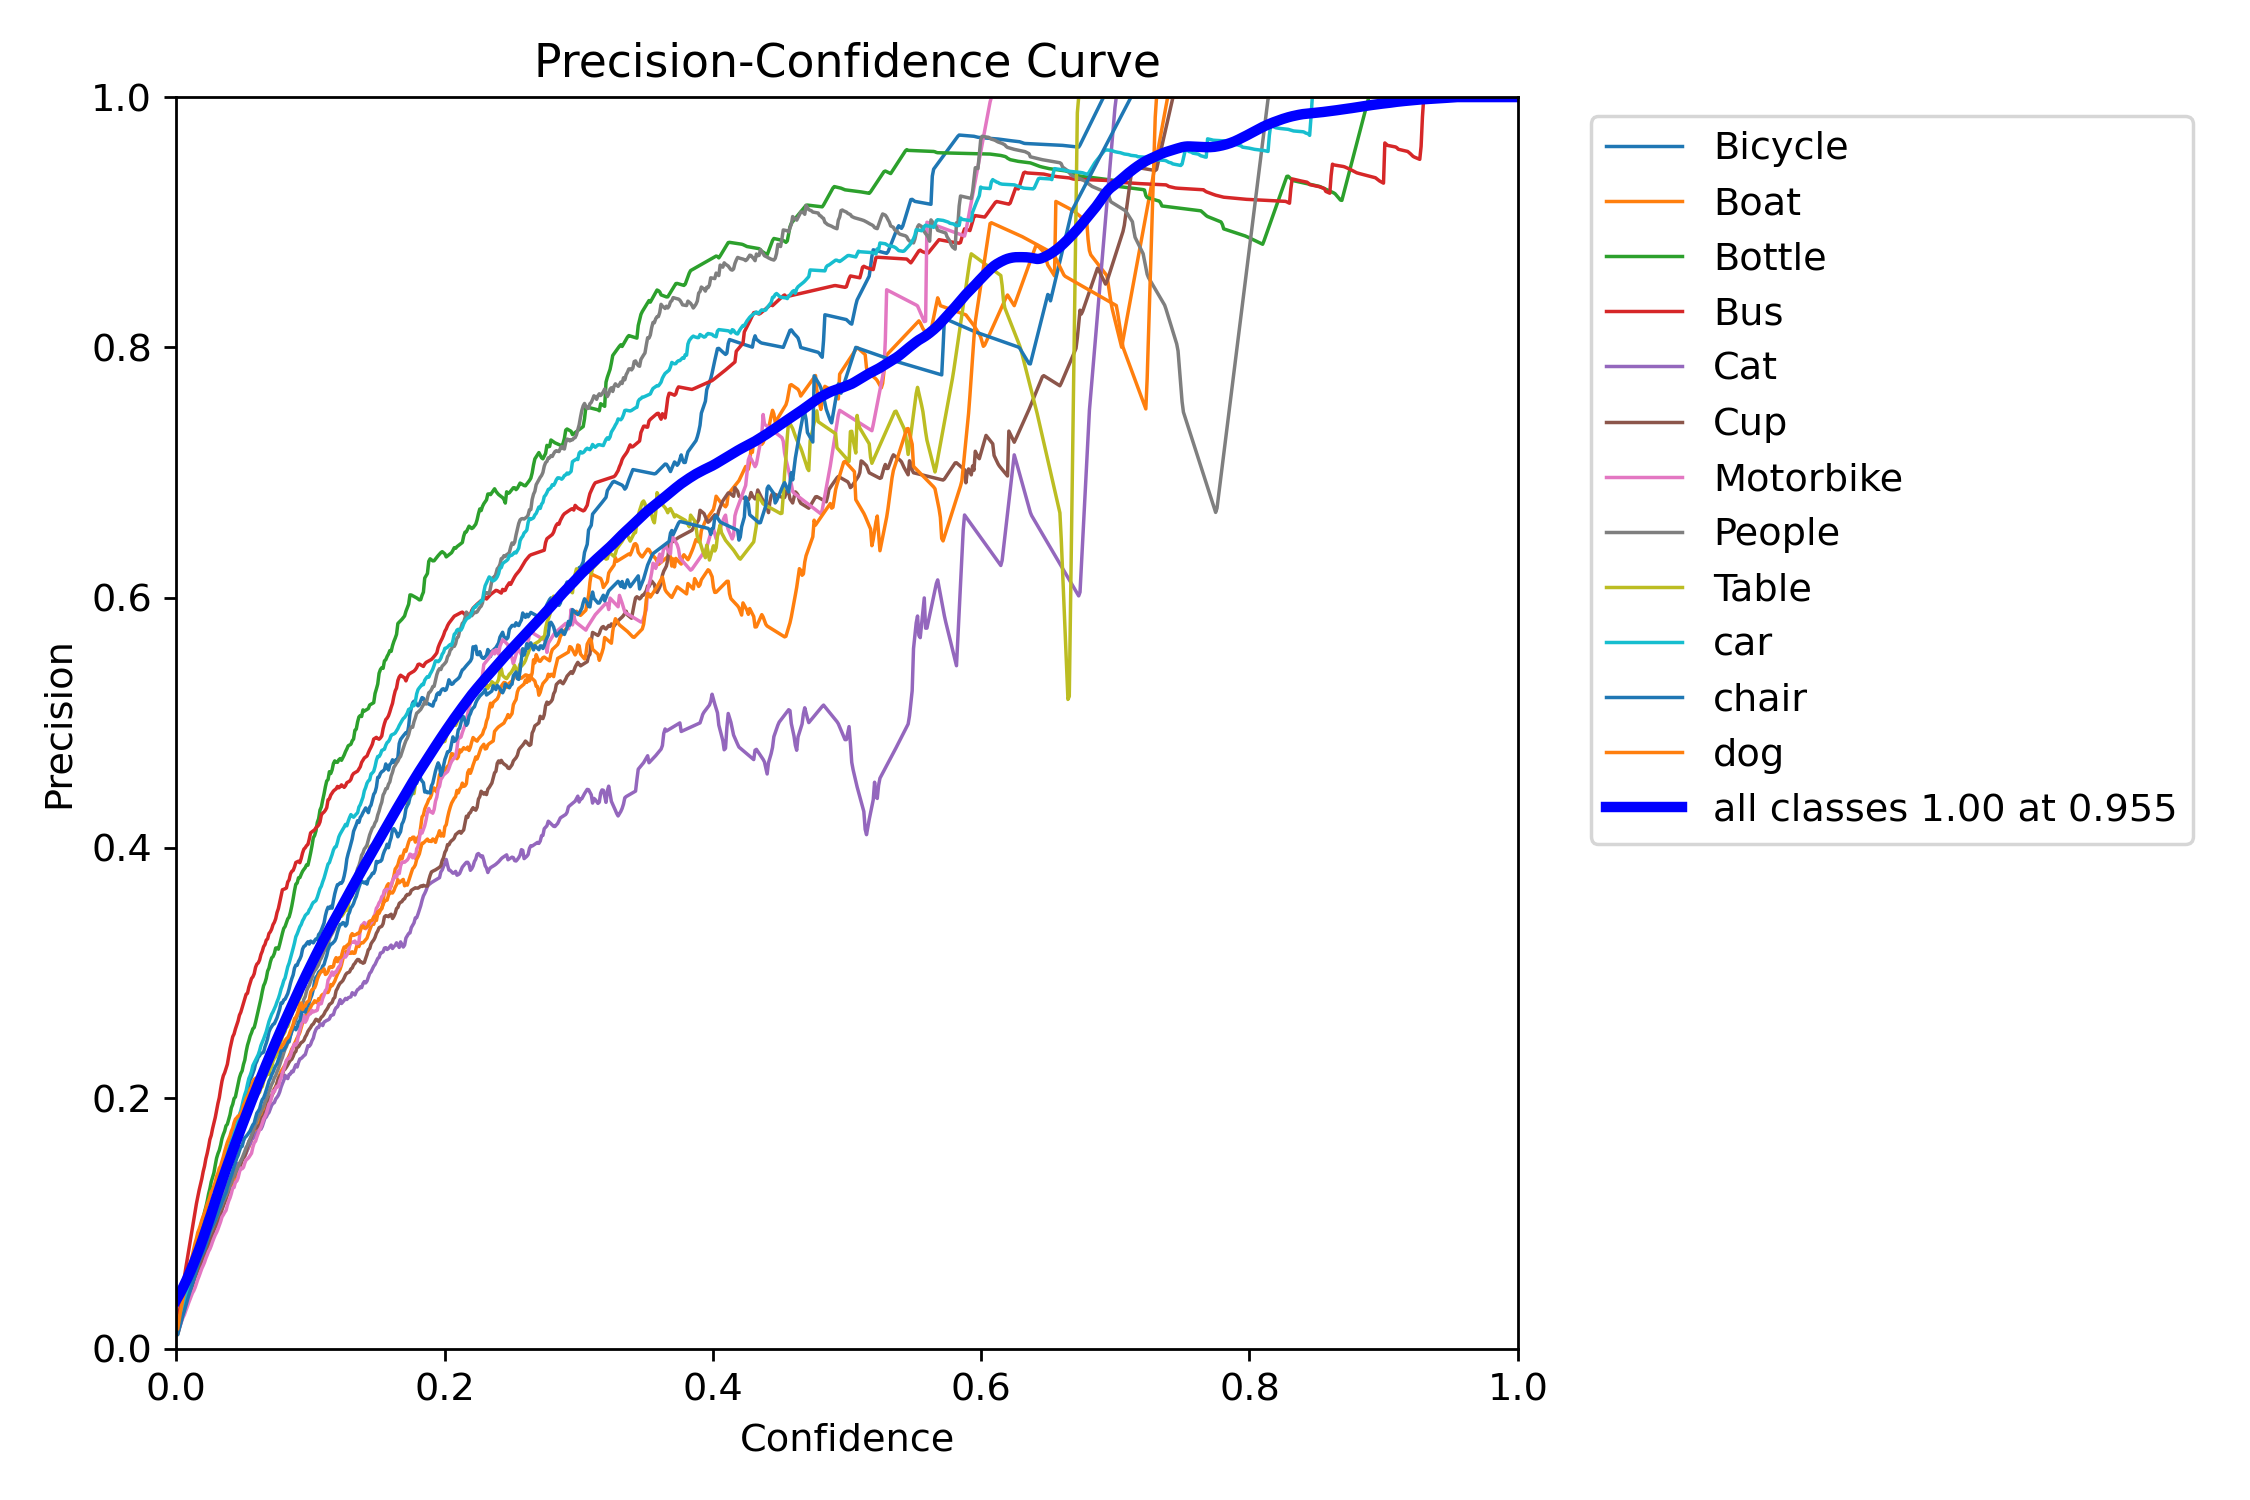 Precision-Confidence Curve
1.0
0.8
0.6
0.4
0.2
0.0
Precision
0.0 0.2 0.4 0.6 0.8 1.0
Confidence
Bicycle
Boat
Bottle
Bus
Cat
Cup
Motorbike
People
Table
car
chair
dog
all classes 1.00 at 0.955